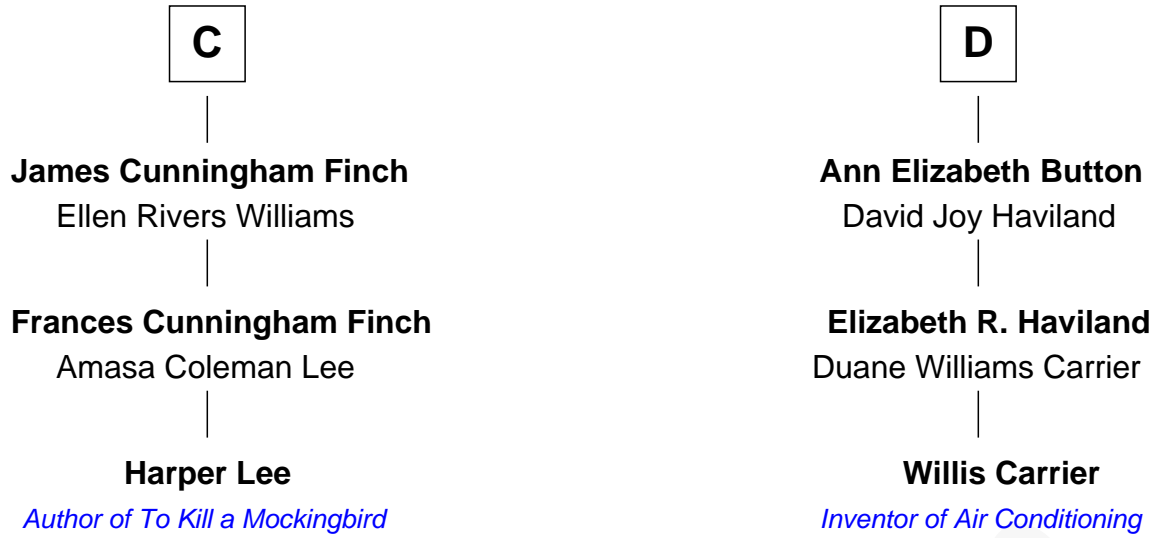 C
James Cunningham Finch
Ellen Rivers Williams
Frances Cunningham Finch
Amasa Coleman Lee
Harper Lee
Author of To Kill a Mockingbird
D
Ann Elizabeth Button
David Joy Haviland
Elizabeth R. Haviland
Duane Williams Carrier
Willis Carrier
Inventor of Air Conditioning